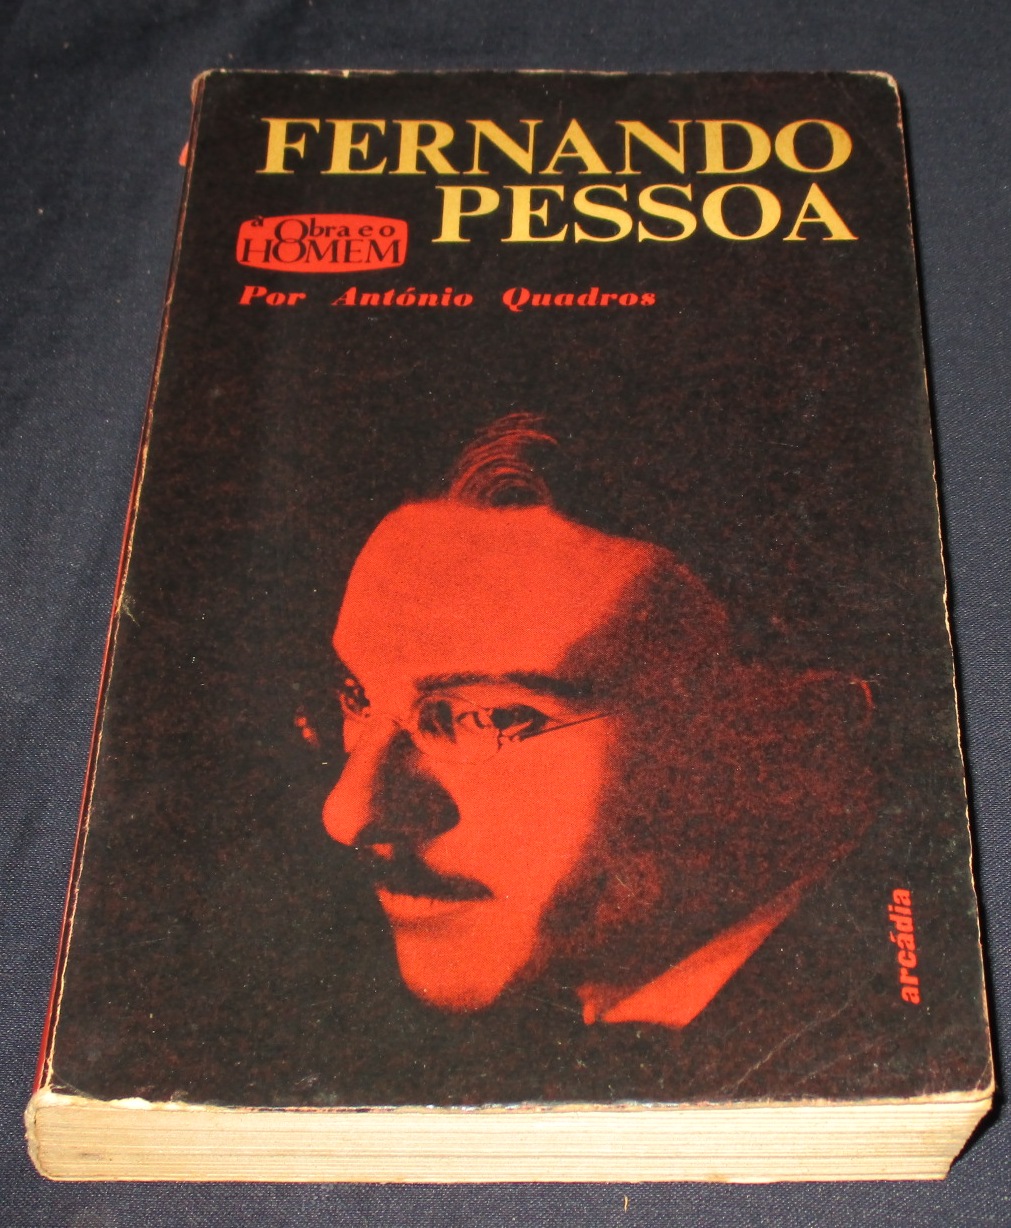 FERNANDO
PESSOA
a Obra e o
HOMEM
Por António Quadros
arcádia